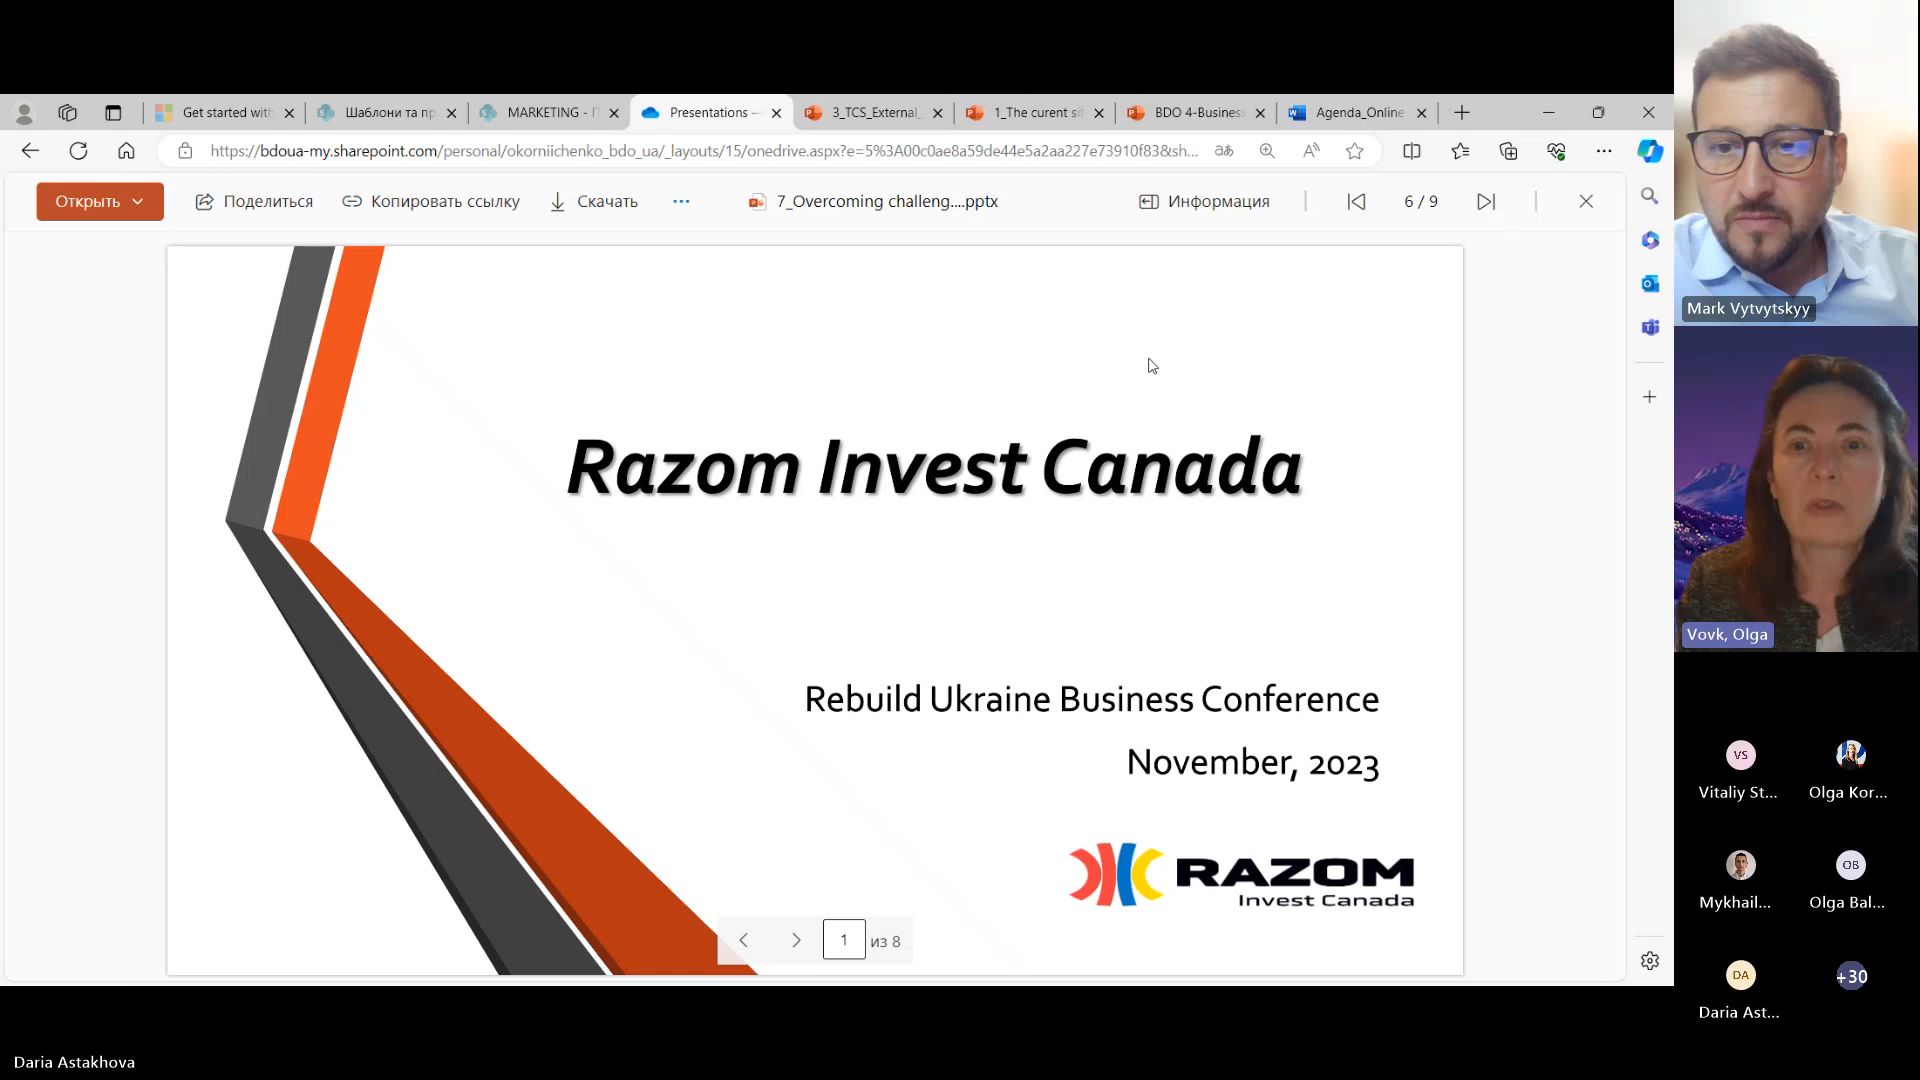 Get started with
Шаблони та пр
MARKETING - П
Presentations –
3_TCS_External_
1_The curent sit
BDO 4-Business
Agenda_Online
https://bdoua-my.sharepoint.com/personal/okorniichenko_bdo_ua/_layouts/15/onedrive.aspx?e=5%3A00c0ae8a59de44e5a2aa227e73910f83&sh...
Открыть
Поделиться
Копировать ссылку
Скачать
7_Overcoming challeng....pptx
Информация
6 / 9
Razom Invest Canada
Rebuild Ukraine Business Conference
November, 2023
RAZOM
Invest Canada
1 из 8
Mark Vytvytskyy
Vovk, Olga
VS
Vitaliy St...
Olga Kor...
Mykhail...
OB
Olga Bal...
DA
Daria Ast...
+30
Daria Astakhova